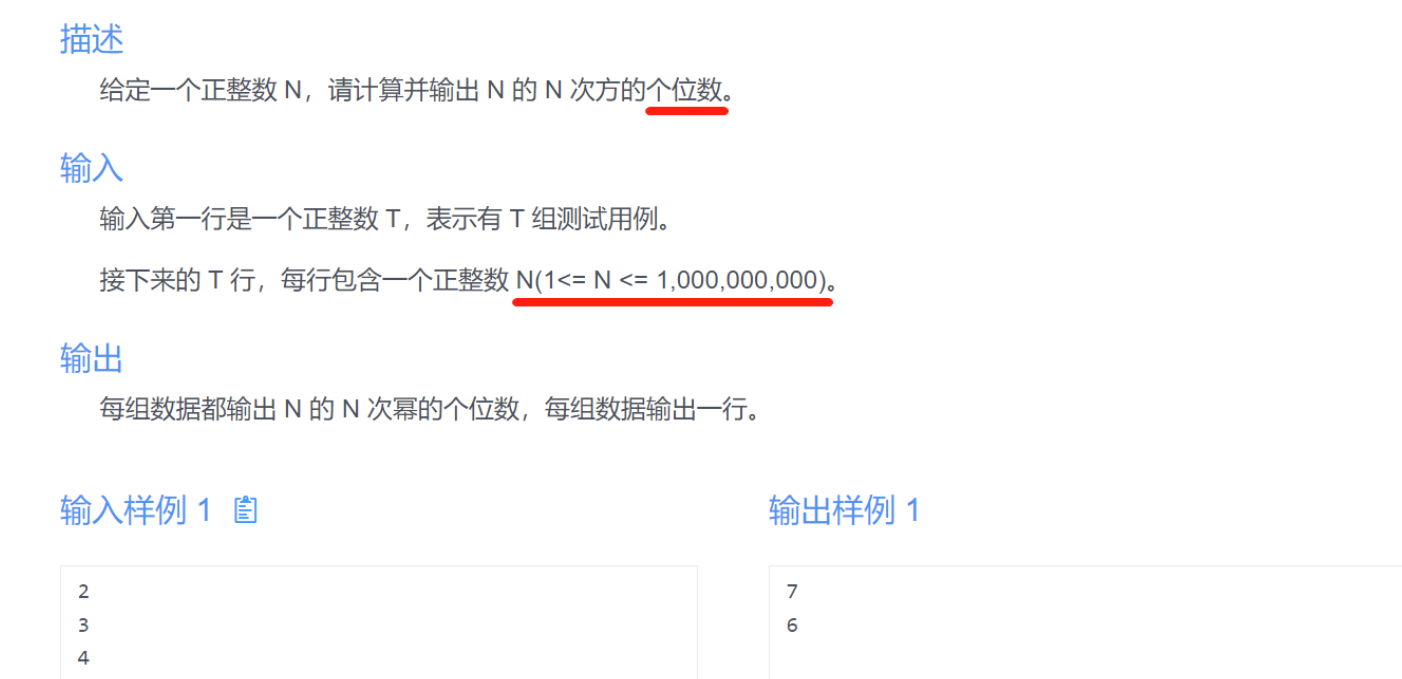 描述
给定一个正整数 N，请计算并输出 N 的 N 次方的个位数。
输入
输入第一行是一个正整数 T，表示有 T 组测试用例。
接下来的 T 行，每行包含一个正整数 N(1<= N <= 1,000,000,000)。
输出
每组数据都输出 N 的 N 次幂的个位数，每组数据输出一行。
输入样例 1
2
3
4
输出样例 1
7
6